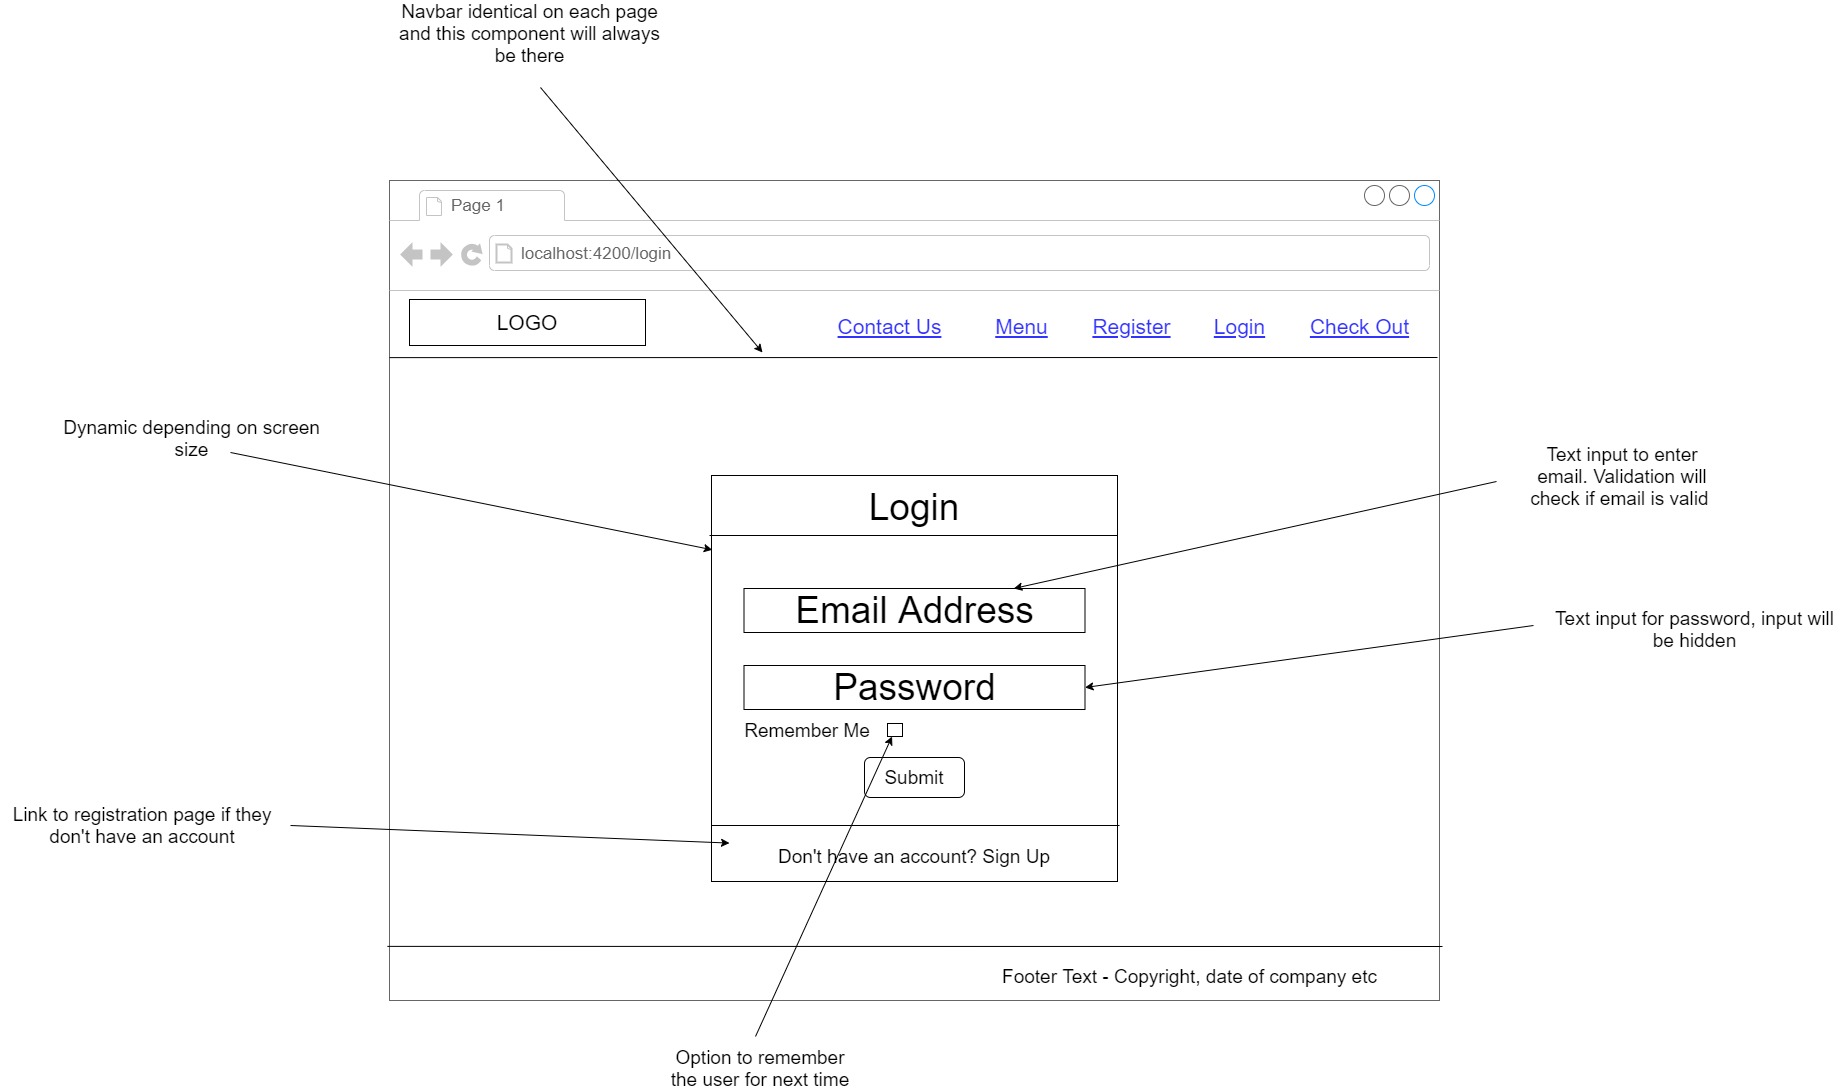 Navbar identical on each page
and this component will always
be there
Page 1
localhost:4200/login
LOGO
Contact Us
Menu
Register
Login
Check Out
Dynamic depending on screen
size
Text input to enter
email. Validation will
check if email is valid
Login
Email Address
Text input for password, input will
be hidden
Password
Remember Me
Submit
Link to registration page if they
don't have an account
Don't have an account? Sign Up
Footer Text - Copyright, date of company etc
Option to remember
the user for next time